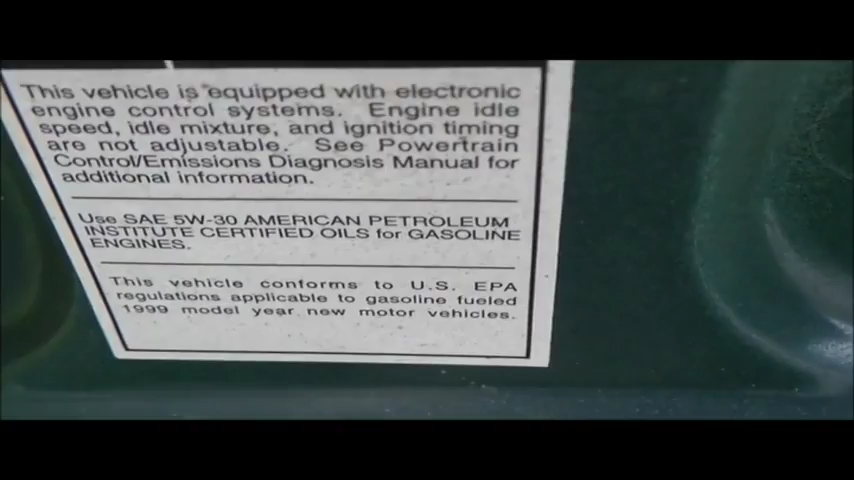 This vehicle is equipped with electronic
engine control systems. Engine idle
speed, idle mixture, and ignition timing
are not adjustable. See Powertrain
Control/Emissions Diagnosis Manual for
additional information.
Use SAE 5W-30 AMERICAN PETROLEUM
INSTITUTE CERTIFIED OILS for GASOLINE
ENGINES.
This vehicle conforms to U.S. EPA
regulations applicable to gasoline fueled
1999 model year new motor vehicles.